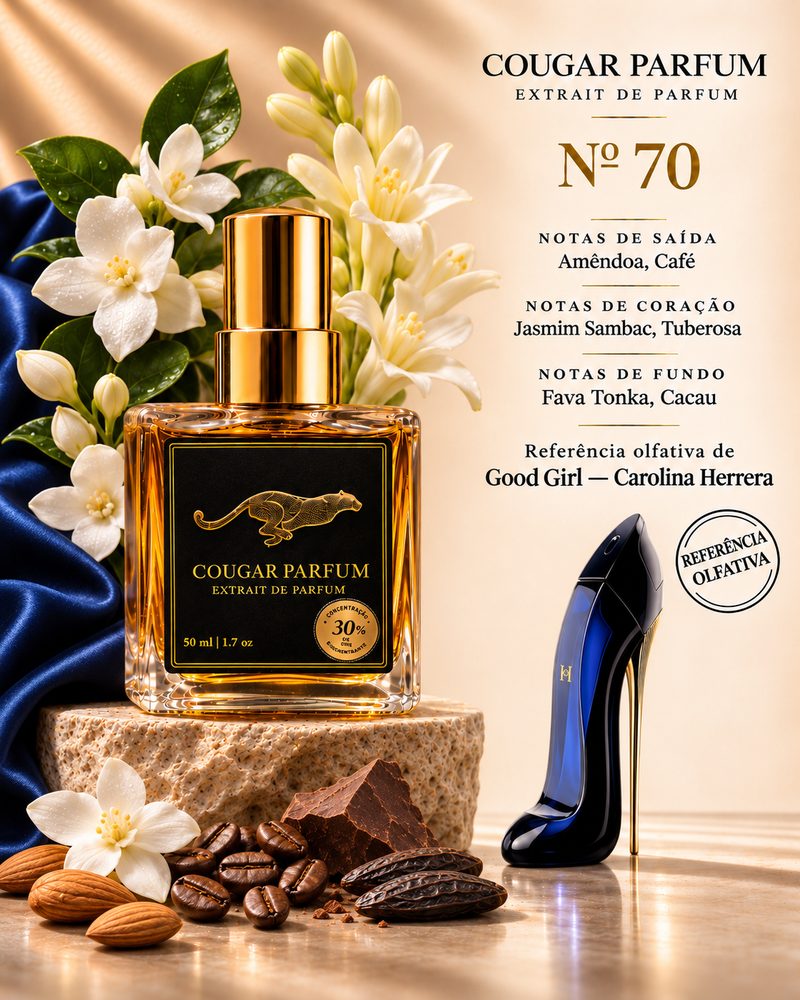 COUGAR PARFUM
EXTRAIT DE PARFUM
Nº 70
NOTAS DE SAÍDA
Amêndoa, Café
NOTAS DE CORAÇÃO
Jasmim Sambac, Tuberosa
NOTAS DE FUNDO
Fava Tonka, Cacau
Referência olfativa de
Good Girl — Carolina Herrera
REFERÊNCIA
OLFATIVA
COUGAR PARFUM
EXTRAIT DE PARFUM
50 ml | 1.7 oz
CONCENTRAÇÃO
30%